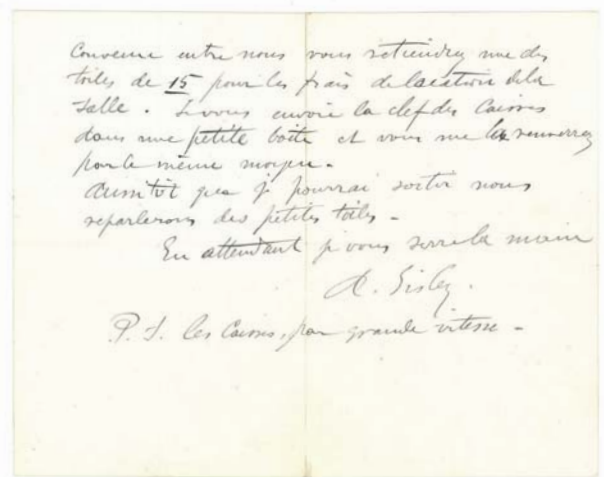 convenu entre nous vous retiendrez une des
toiles de 15 pour les frais de location de la
Salle. Je vous envoie la clef des Caisses
dans une petite boîte et vous me la renverrez
par le même moyen.
Aussitot que je pourrai sortir nous
reparlerons des petites toiles.
En attendant je vous serre la main
A. Sisley.
P. S. les Caisses, par grande vitesse.